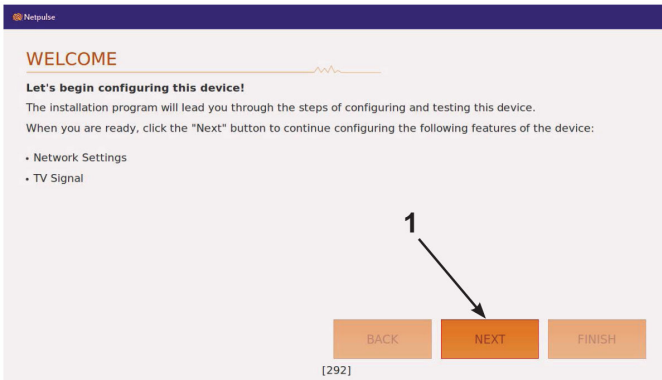 Netpulse
WELCOME
Let's begin configuring this device!
The installation program will lead you through the steps of configuring and testing this device.
When you are ready, click the "Next" button to continue configuring the following features of the device:
• Network Settings
• TV Signal
1
BACK NEXT FINISH
[292]